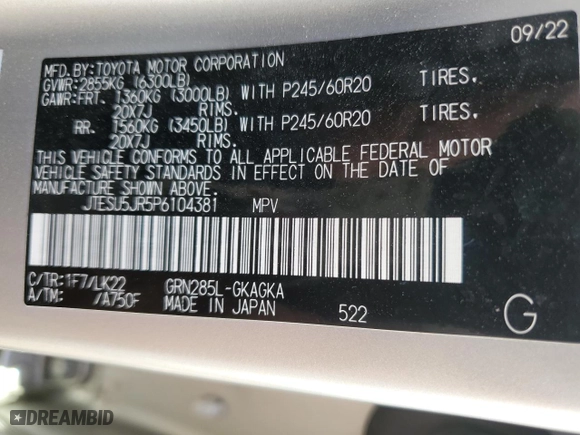 09/22
MFD.BY:TOYOTA MOTOR CORPORATION
GVWR:2855KG (6300LB)
GAWR:FRT. 1360KG (3000LB) WITH P245/60R20 TIRES.
20X7J RIMS.
RR. 1560KG (3450LB) WITH P245/60R20 TIRES.
20X7J RIMS.
THIS VEHICLE CONFORMS TO ALL APPLICABLE FEDERAL MOTOR
VEHICLE SAFETY STANDARDS IN EFFECT ON THE DATE OF
MANUFACTURE SHOWN ABOVE.
JTESU5JR5P6104381 MPV
C/TR:1F7/LK22 GRN285L-GKAGKA
A/TM: /A750F MADE IN JAPAN 522 G
DREAMBID